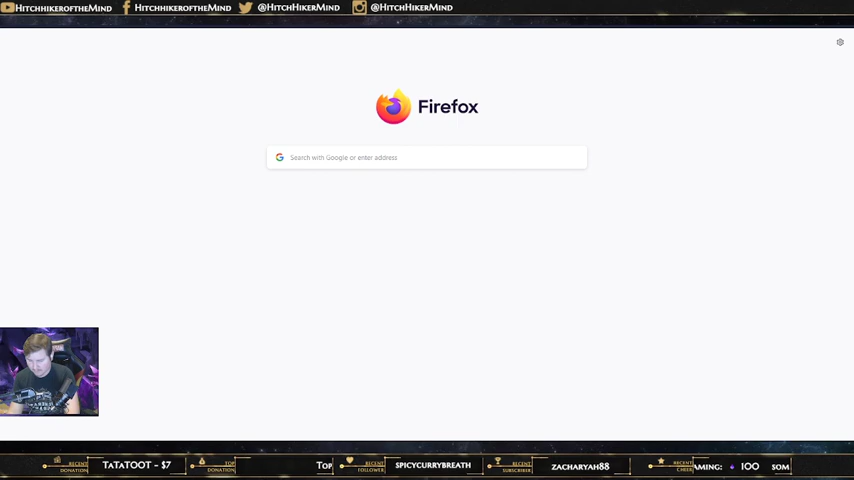 HitchhikeroftheMind HitchhikeroftheMind @HitchHikerMind @HitchHikerMind
Firefox
Search with Google or enter address
RECENT DONATION TATATOOT - $7 TOP DONATION Top RECENT FOLLOWER SPICYCURRYBREATH RECENT SUBSCRIBER ZACHARYAH88 RECENT CHEER AMING: 100 SOM